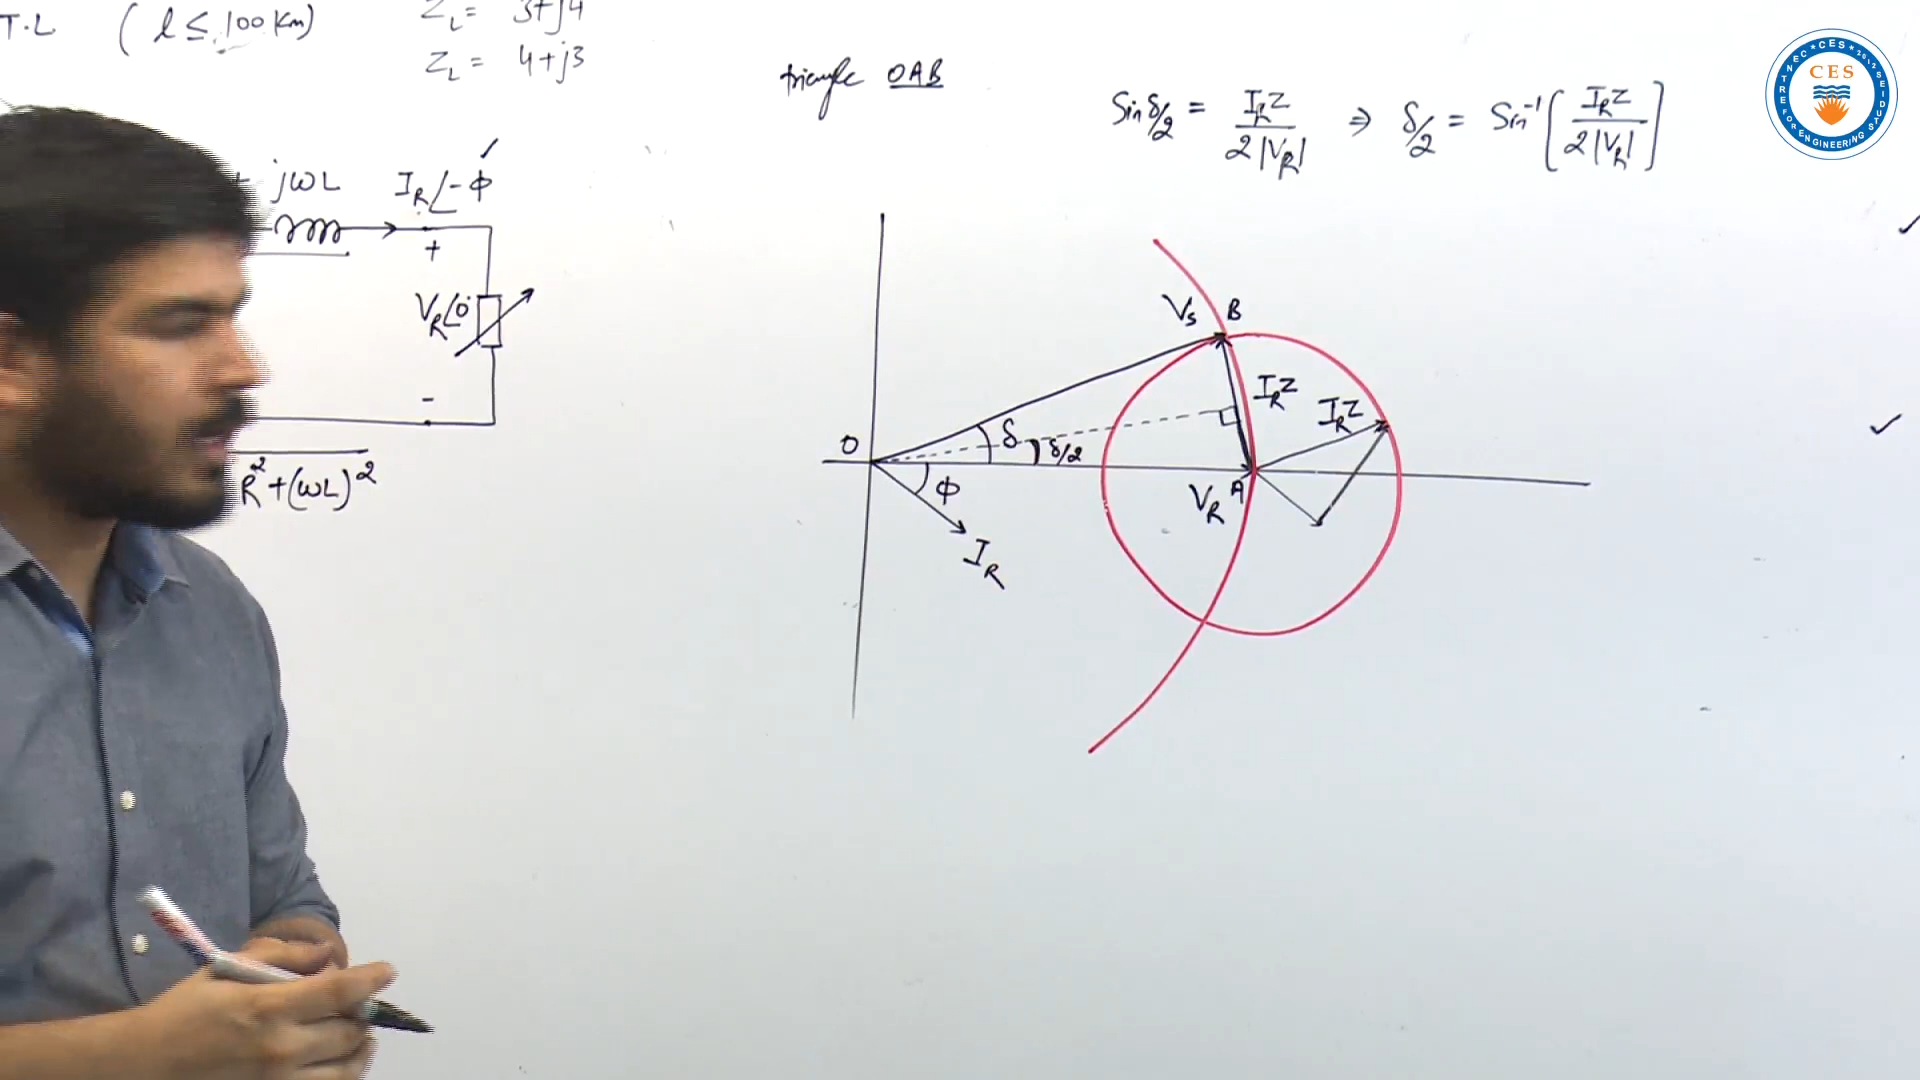 T.L ( l ≤ 100 Km)
Z_L = 3+j4
Z_L = 4+j3
triangle OAB
Sin δ/2 = I_R Z / 2|V_R| ⇒ δ/2 = Sin⁻¹ [ I_R Z / 2|V_R| ]
CES
CES 2012 CENTRE FOR ENGINEERING STUDIES
+ jωL I_R∠-φ
+
V_R∠0°
-
R² + (ωL)²
V_S B
I_R Z
I_R Z
O δ δ/2
φ V_R A
I_R